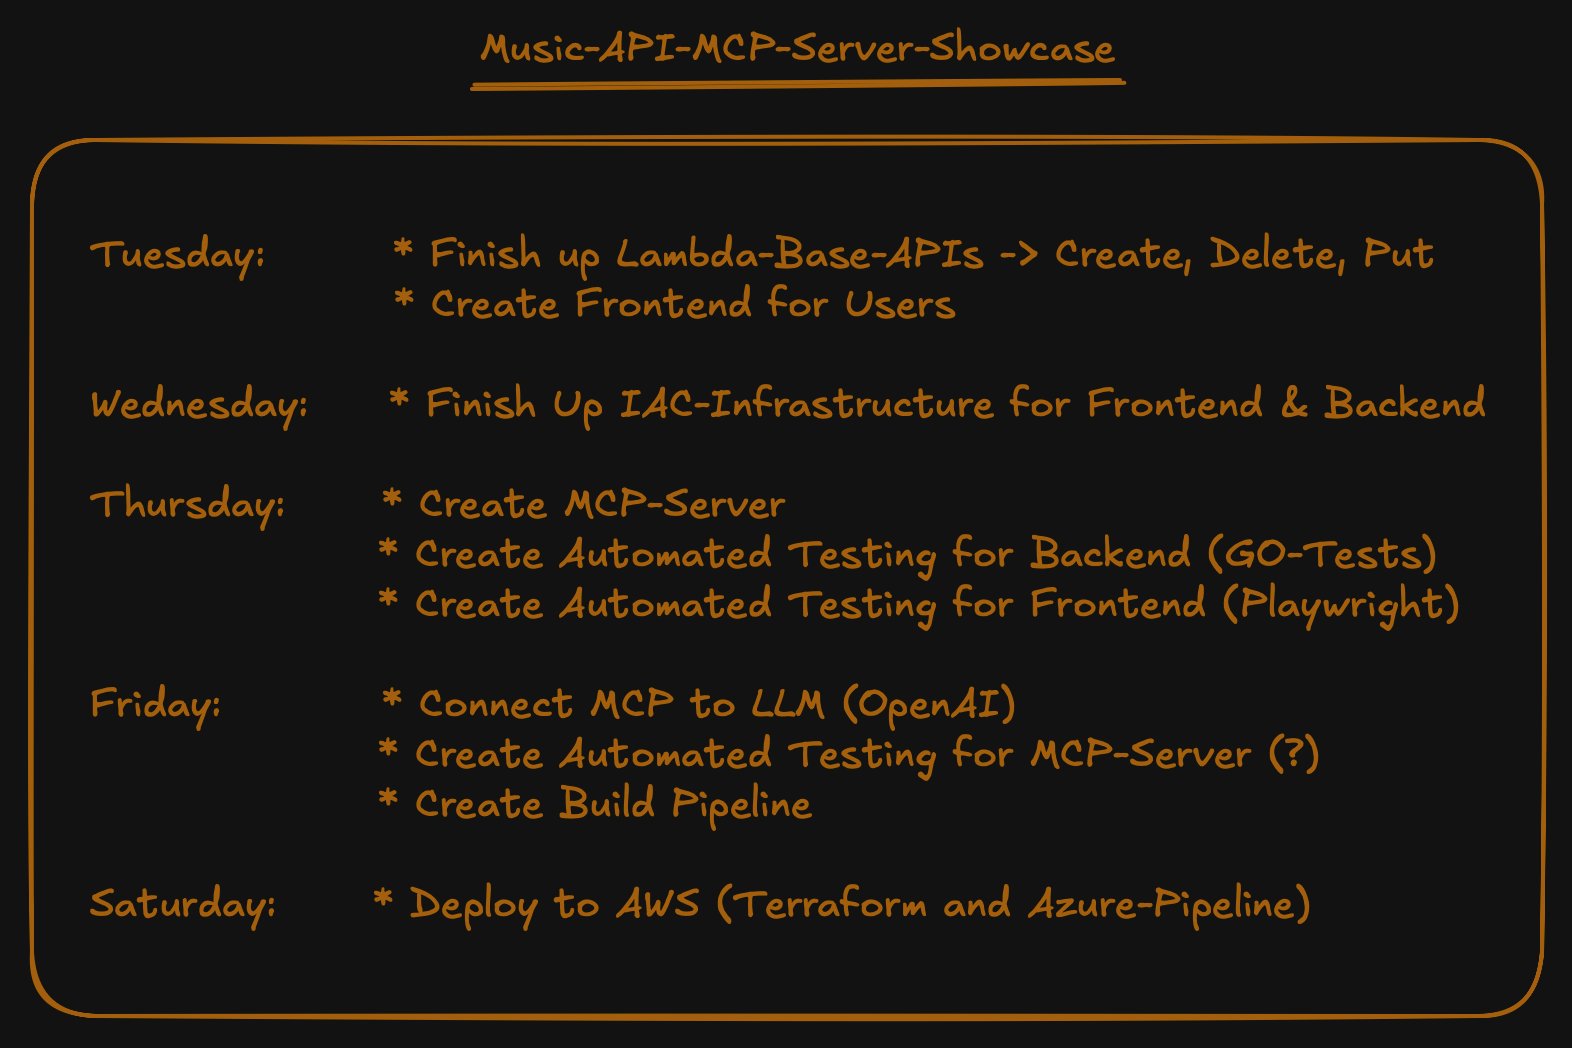 Music-API-MCP-Server-Showcase
Tuesday: * Finish up Lambda-Base-APIs -> Create, Delete, Put
* Create Frontend for Users
Wednesday: * Finish Up IAC-Infrastructure for Frontend & Backend
Thursday: * Create MCP-Server
* Create Automated Testing for Backend (GO-Tests)
* Create Automated Testing for Frontend (Playwright)
Friday: * Connect MCP to LLM (OpenAI)
* Create Automated Testing for MCP-Server (?)
* Create Build Pipeline
Saturday: * Deploy to AWS (Terraform and Azure-Pipeline)